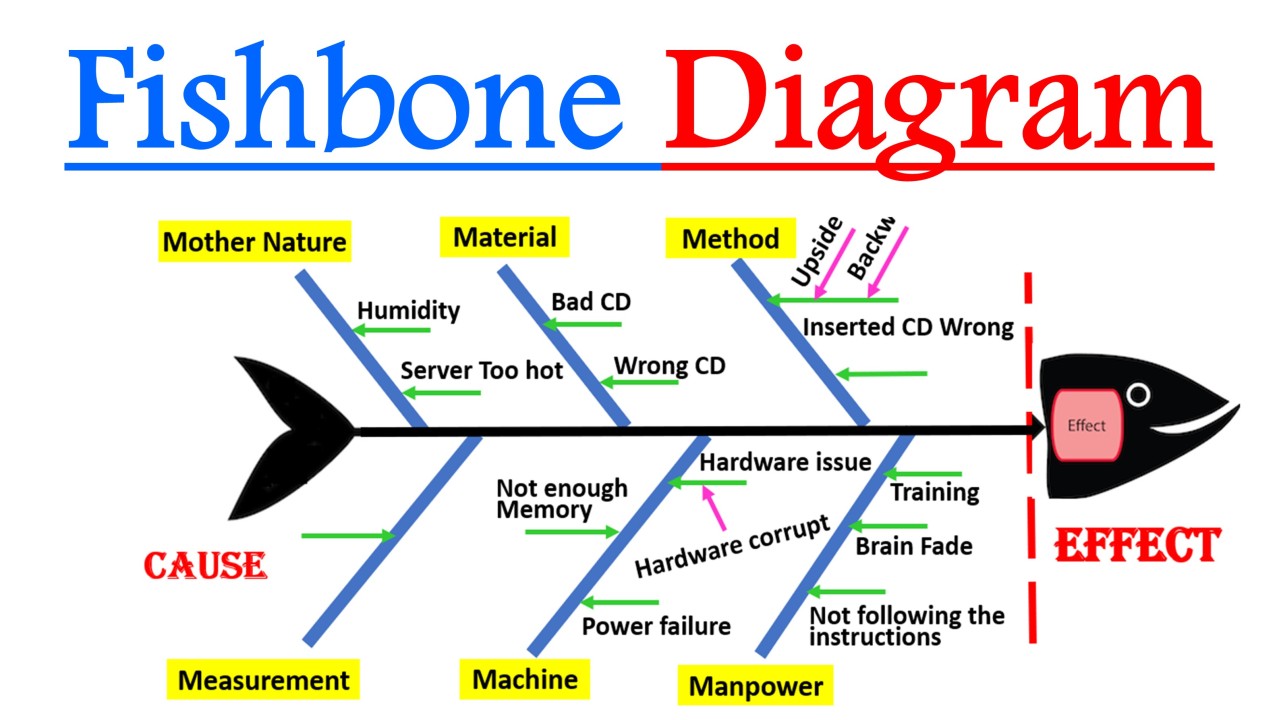 Fishbone Diagram
Mother Nature
Material
Method
Upside
Backw
Humidity
Bad CD
Inserted CD Wrong
Server Too hot
Wrong CD
Effect
Hardware issue
Not enough
Memory
Training
Hardware corrupt
Brain Fade
CAUSE
EFFECT
Power failure
Not following the
instructions
Measurement
Machine
Manpower